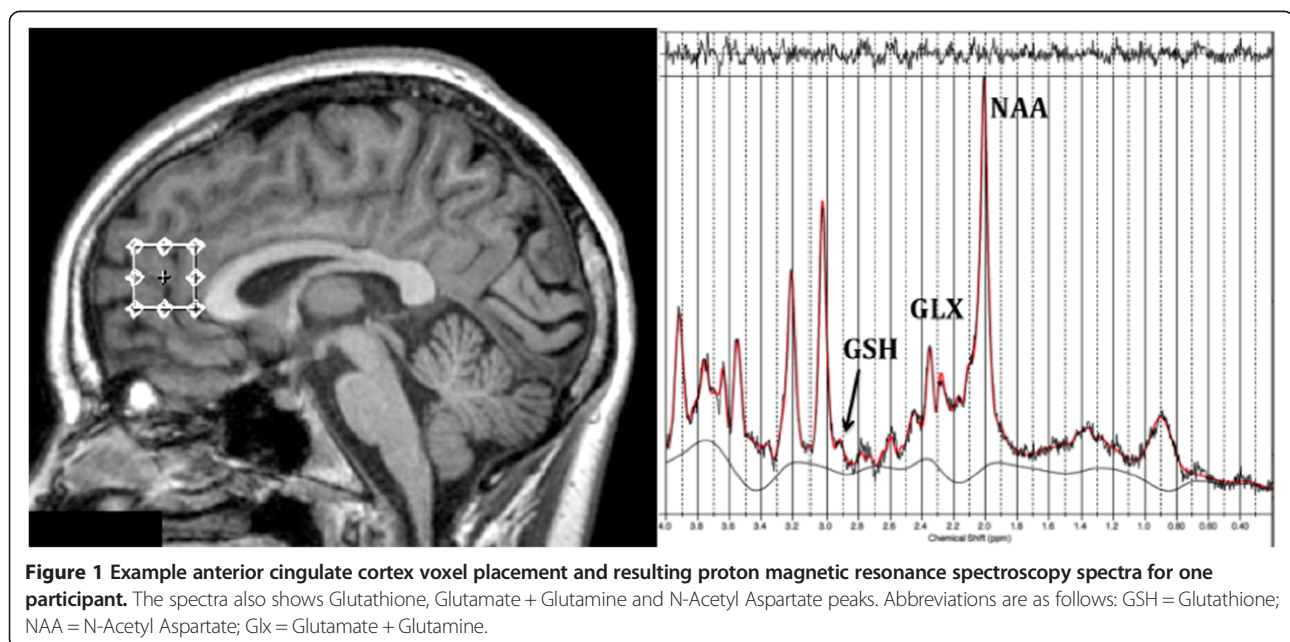 NAA
GLX
GSH
4.0 3.8 3.6 3.4 3.2 3.0 2.8 2.6 2.4 2.2 2.0 1.8 1.6 1.4 1.2 1.0 0.80 0.60 0.40
Chemical Shift (ppm)
Figure 1 Example anterior cingulate cortex voxel placement and resulting proton magnetic resonance spectroscopy spectra for one
participant. The spectra also shows Glutathione, Glutamate + Glutamine and N-Acetyl Aspartate peaks. Abbreviations are as follows: GSH = Glutathione;
NAA = N-Acetyl Aspartate; Glx = Glutamate + Glutamine.